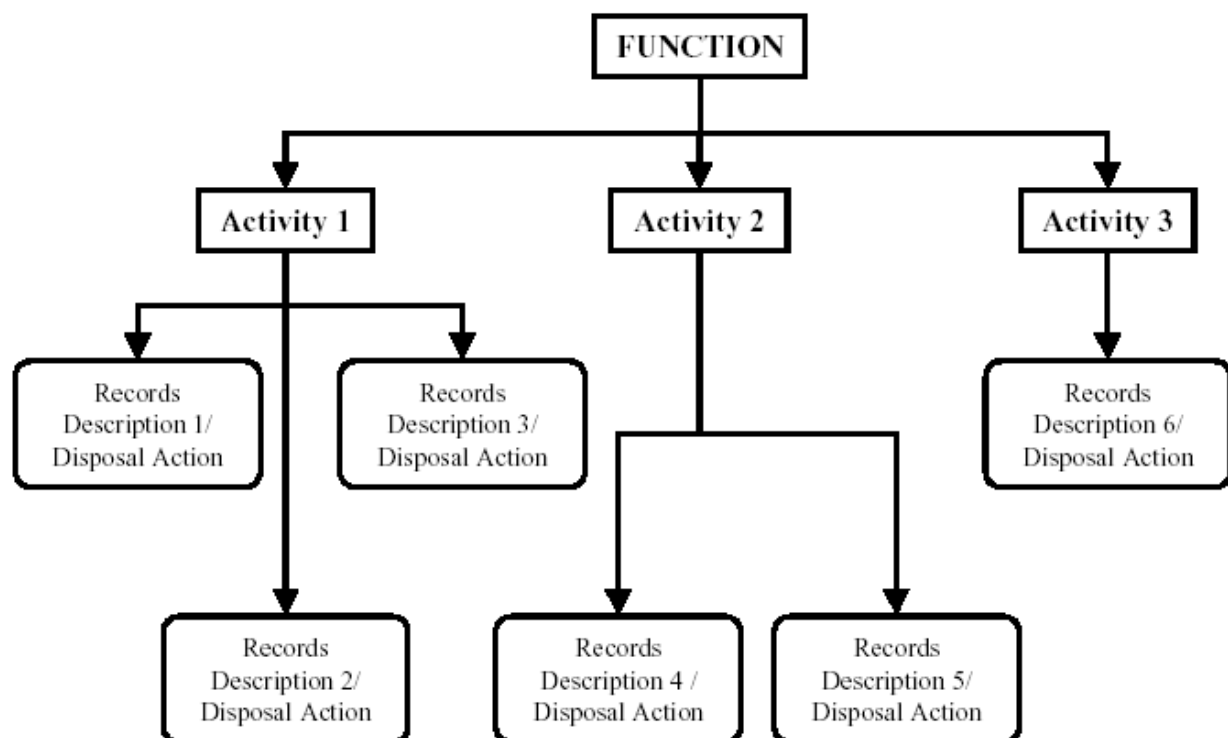 FUNCTION
Activity 1
Activity 2
Activity 3
Records
Description 1/
Disposal Action
Records
Description 3/
Disposal Action
Records
Description 6/
Disposal Action
Records
Description 2/
Disposal Action
Records
Description 4 /
Disposal Action
Records
Description 5/
Disposal Action